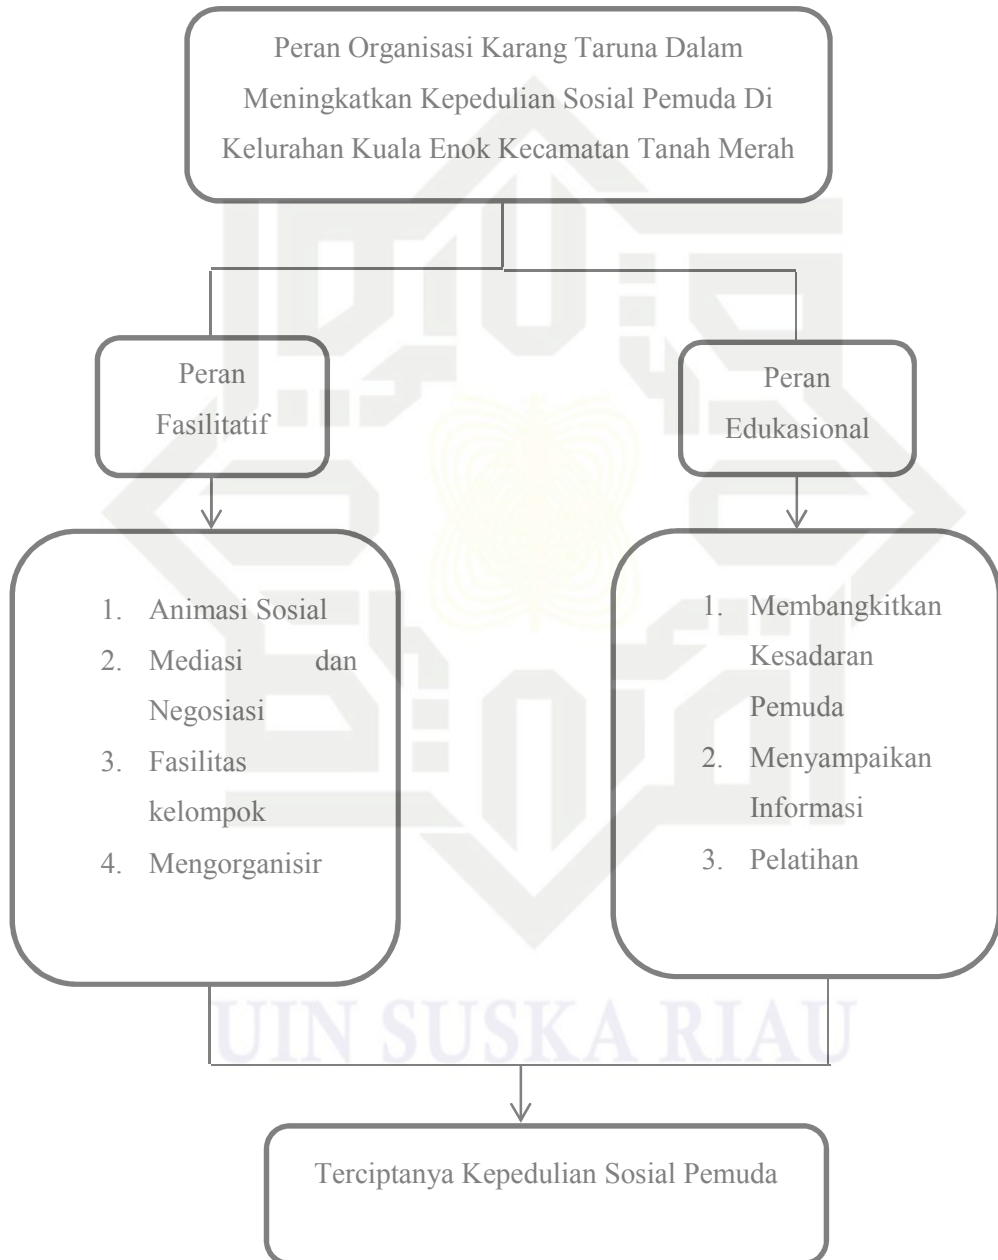 Peran Organisasi Karang Taruna Dalam
Meningkatkan Kepedulian Sosial Pemuda Di
Kelurahan Kuala Enok Kecamatan Tanah Merah
Peran
Fasilitatif
Peran
Edukasional
1. Animasi Sosial
2. Mediasi dan
Negosiasi
3. Fasilitas
kelompok
4. Mengorganisir
1. Membangkitkan
Kesadaran
Pemuda
2. Menyampaikan
Informasi
3. Pelatihan
UIN SUSKA RIAU
Terciptanya Kepedulian Sosial Pemuda